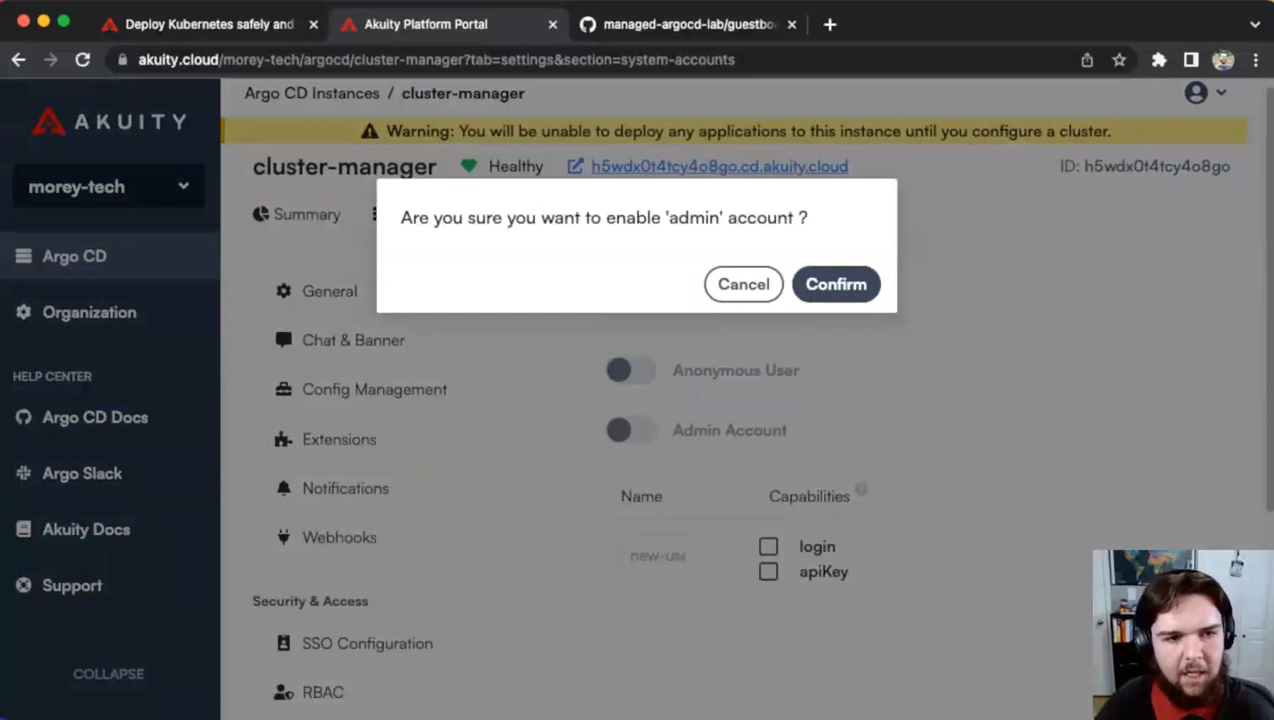 Deploy Kubernetes safely and
Akuity Platform Portal
managed-argocd-lab/guestbo
akuity.cloud/morey-tech/argocd/cluster-manager?tab=settings&section=system-accounts
AKUITY
morey-tech
Argo CD
Organization
HELP CENTER
Argo CD Docs
Argo Slack
Akuity Docs
Support
COLLAPSE
Argo CD Instances / cluster-manager
Warning: You will be unable to deploy any applications to this instance until you configure a cluster.
cluster-manager Healthy h5wdx0t4tcy4o8go.cd.akuity.cloud ID: h5wdx0t4tcy4o8go
Summary
Are you sure you want to enable 'admin' account ?
Cancel Confirm
General
Chat & Banner
Config Management
Extensions
Notifications
Webhooks
Security & Access
SSO Configuration
RBAC
Anonymous User
Admin Account
Name Capabilities
new-use
login
apiKey